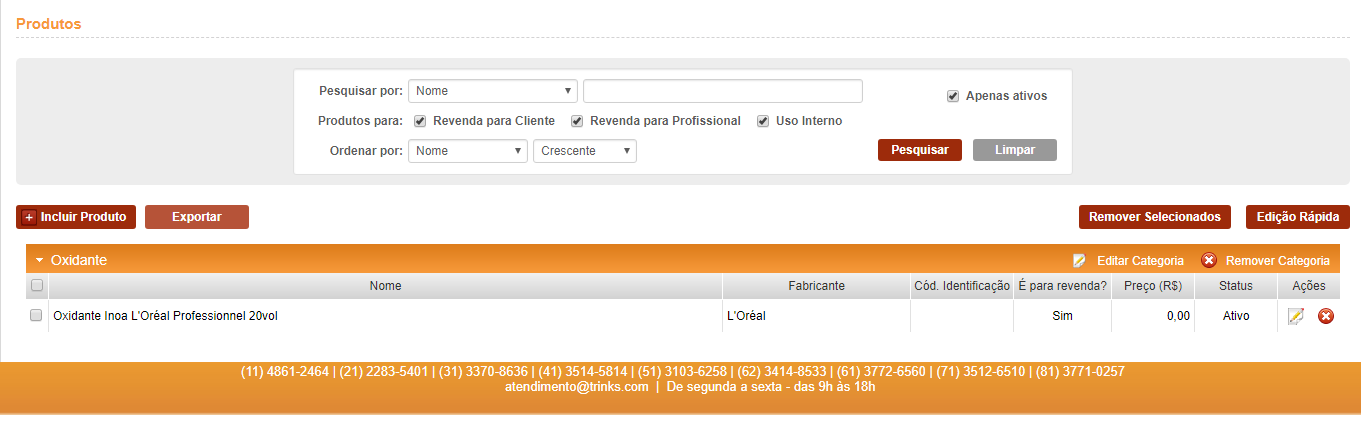 Produtos
Pesquisar por: Nome Apenas ativos
Produtos para: Revenda para Cliente Revenda para Profissional Uso Interno
Ordenar por: Nome Crescente Pesquisar Limpar
Incluir Produto Exportar Remover Selecionados Edição Rápida
Oxidante Editar Categoria Remover Categoria
Nome Fabricante Cód. Identificação É para revenda? Preço (R$) Status Ações
Oxidante Inoa L'Oréal Professionnel 20vol L'Oréal Sim 0,00 Ativo
(11) 4861-2464 | (21) 2283-5401 | (31) 3370-8636 | (41) 3514-5814 | (51) 3103-6258 | (62) 3414-8533 | (61) 3772-6560 | (71) 3512-6510 | (81) 3771-0257
atendimento@trinks.com | De segunda a sexta - das 9h às 18h